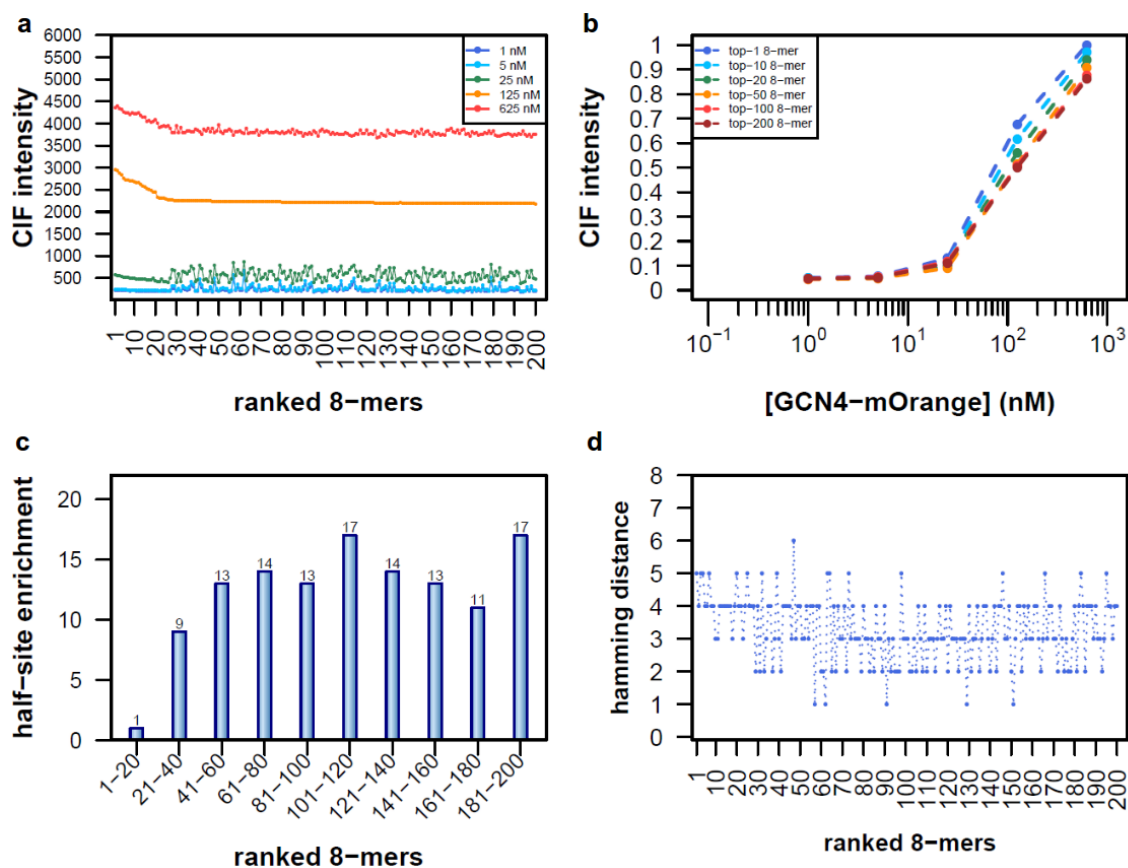 a
6000
5500
5000
4500
4000
3500
3000
2500
2000
1500
1000
500
CIF intensity
1 nM
5 nM
25 nM
125 nM
625 nM
1 10 20 30 40 50 60 70 80 90 100 110 120 130 140 150 160 170 180 190 200
ranked 8−mers
b
1
0.9
0.8
0.7
0.6
0.5
0.4
0.3
0.2
0.1
0
CIF intensity
top−1 8−mer
top−10 8−mer
top−20 8−mer
top−50 8−mer
top−100 8−mer
top−200 8−mer
10⁻¹ 10⁰ 10¹ 10² 10³
[GCN4−mOrange] (nM)
c
20
15
10
5
0
half−site enrichment
1 9 13 14 13 17 14 13 11 17
1−20 21−40 41−60 61−80 81−100 101−120 121−140 141−160 161−180 181−200
ranked 8−mers
d
8
7
6
5
4
3
2
1
0
hamming distance
1 10 20 30 40 50 60 70 80 90 100 110 120 130 140 150 160 170 180 190 200
ranked 8−mers